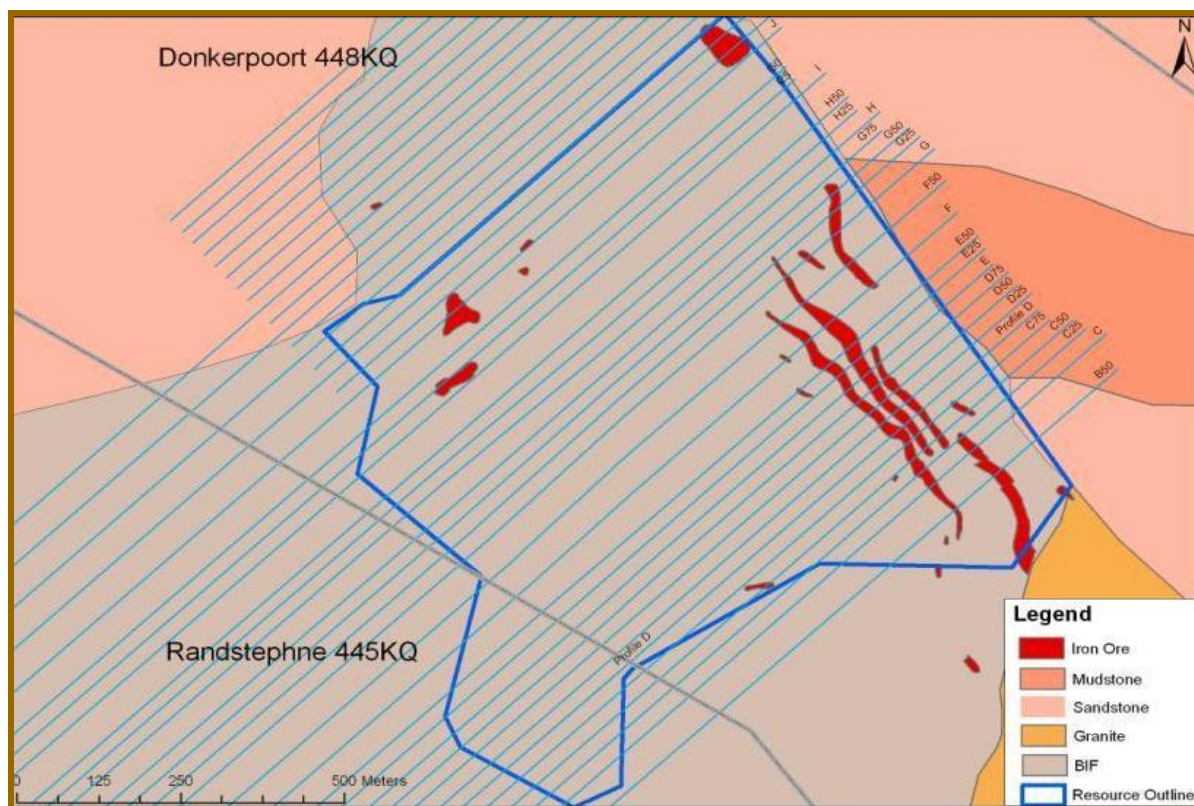 Donkerpoort 448KQ
N
J
I
H50
H25
H
G75
G50
G25
G
F50
F
E50
E25
E
D75
D50
D25
Profile D
C75
C50
C25
C
B50
Randstephne 445KQ
Profile D
0 125 250 500 Meters
Legend
Iron Ore
Mudstone
Sandstone
Granite
BIF
Resource Outline